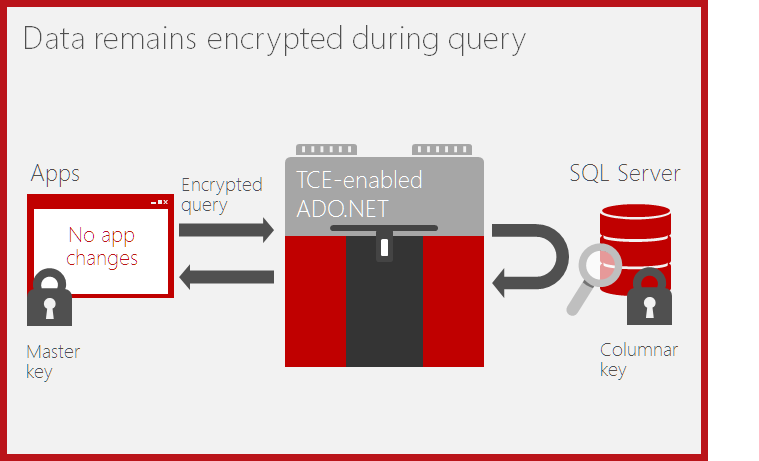 Data remains encrypted during query
Apps
Encrypted
query
TCE-enabled
ADO.NET
SQL Server
No app
changes
Master
key
Columnar
key